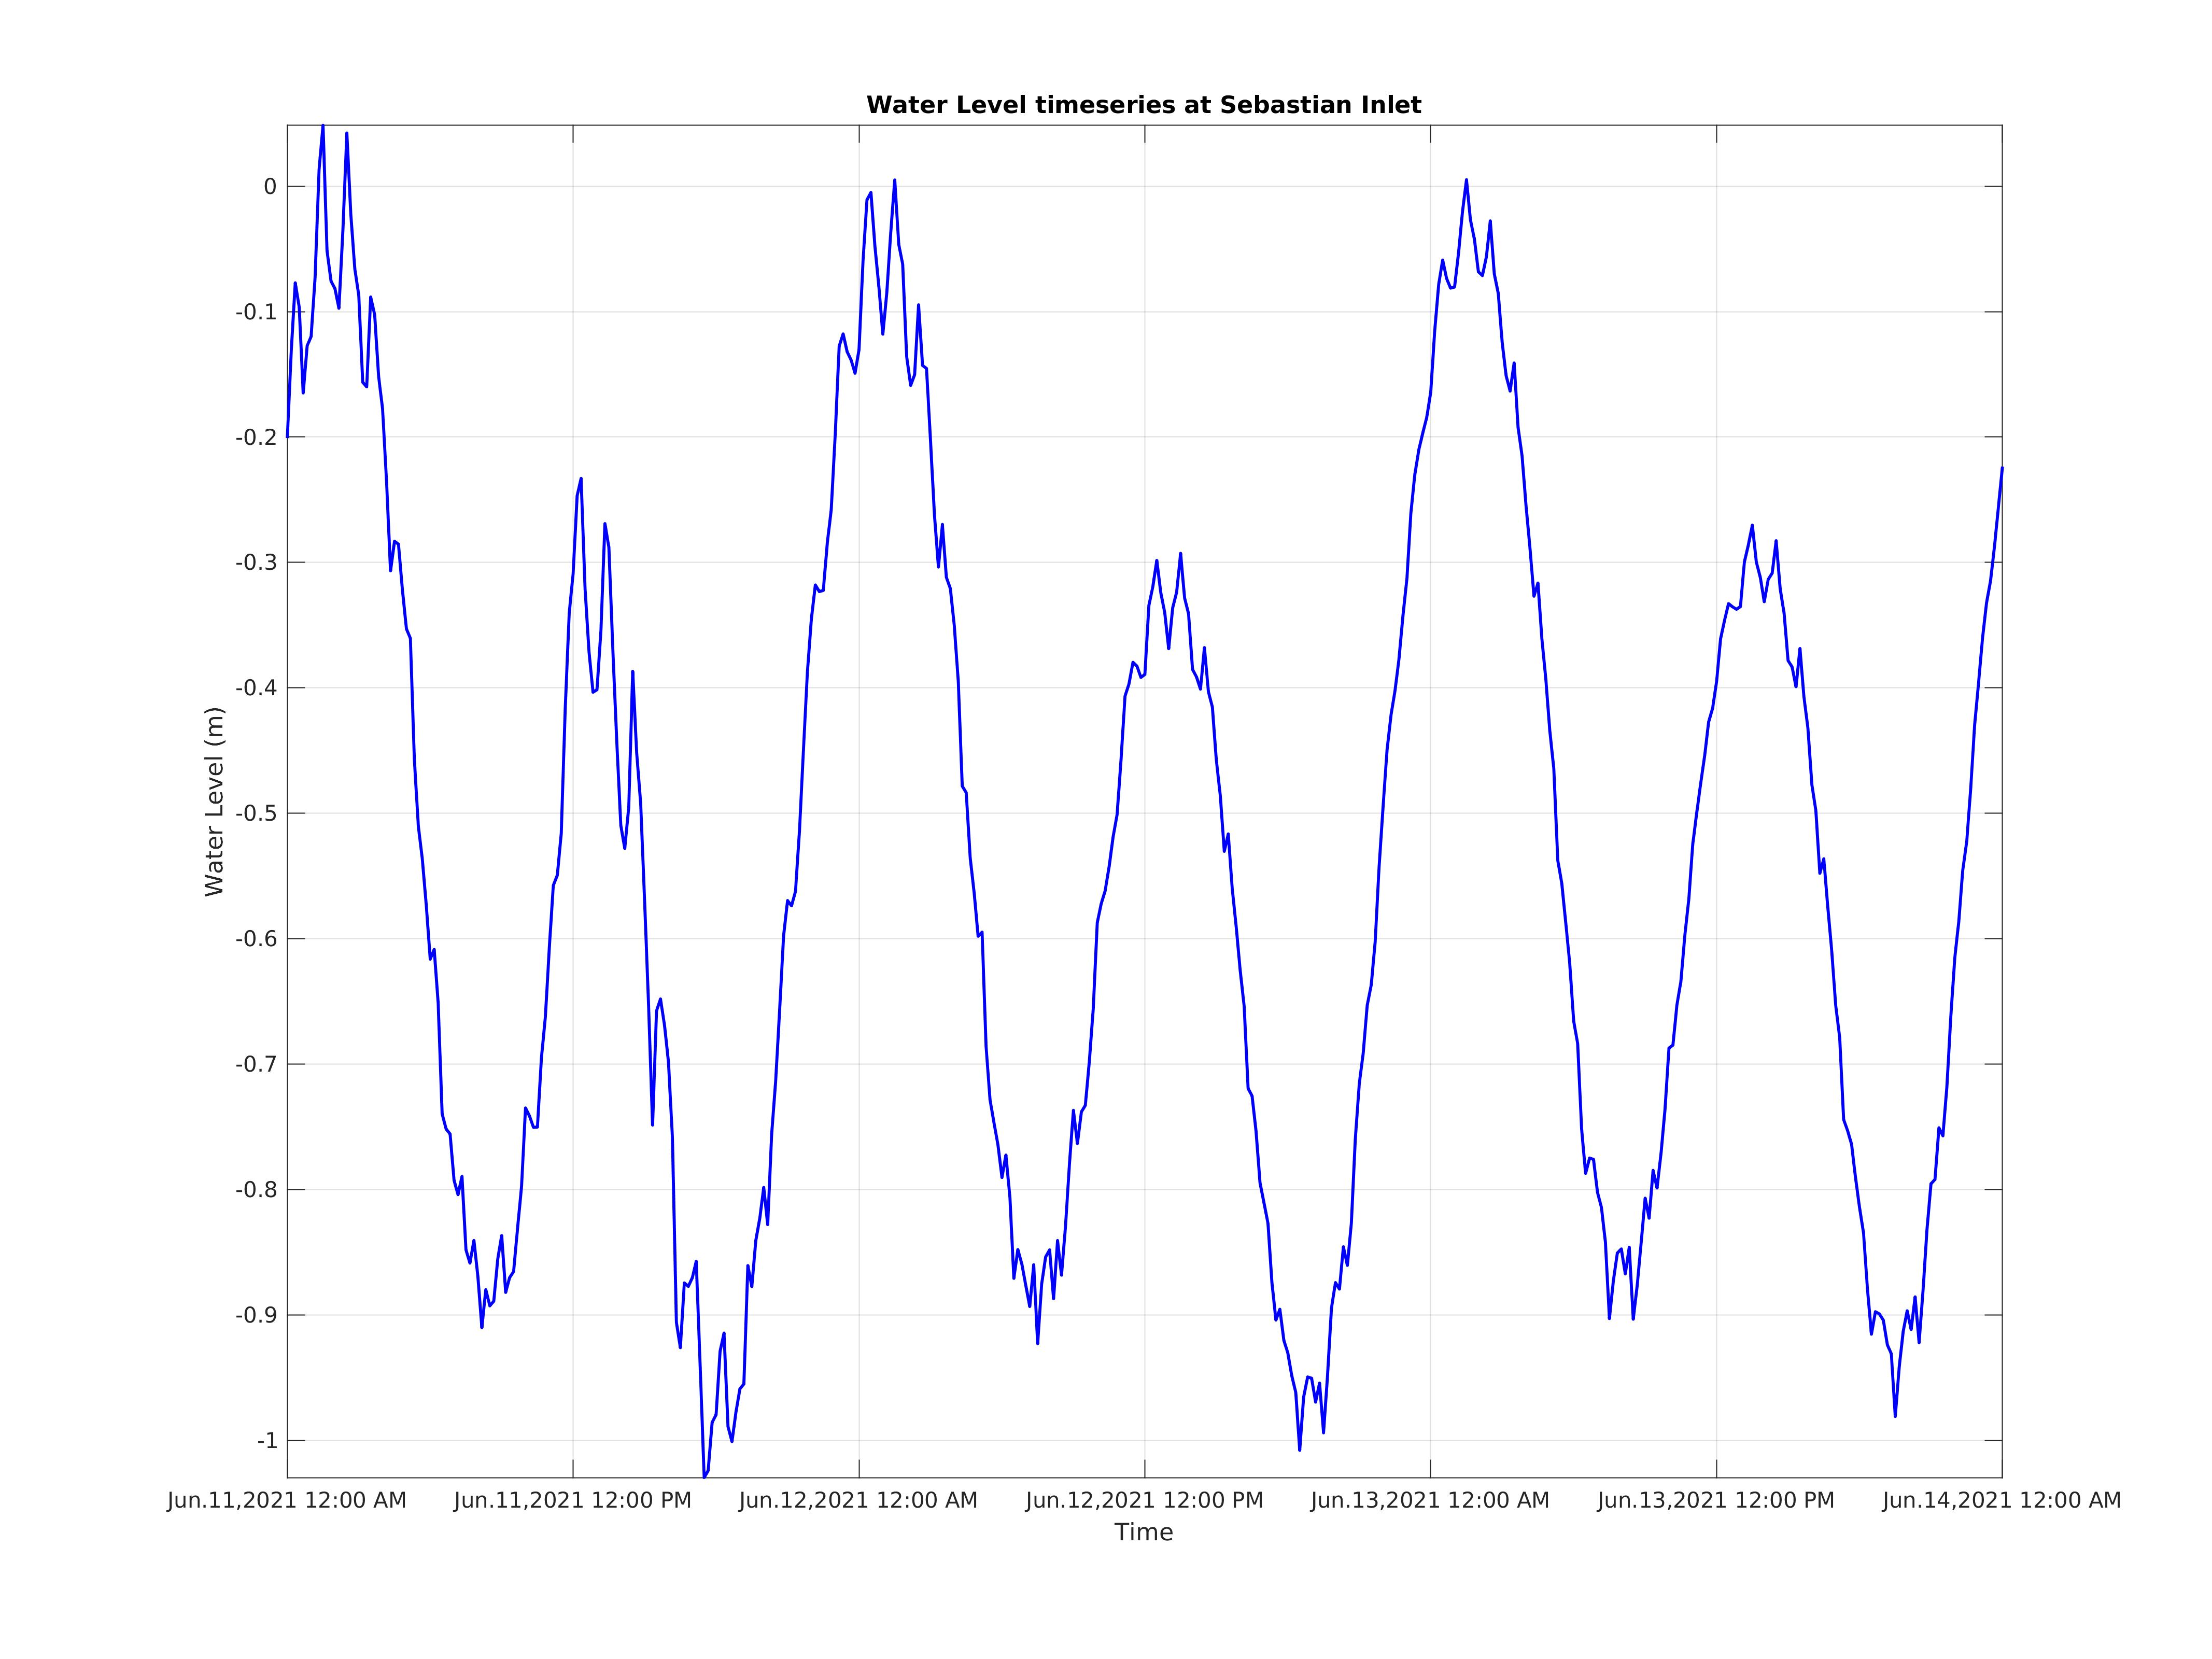 Water Level timeseries at Sebastian Inlet
0
-0.1
-0.2
-0.3
-0.4
-0.5
-0.6
-0.7
-0.8
-0.9
-1
Water Level (m)
Jun.11,2021 12:00 AM
Jun.11,2021 12:00 PM
Jun.12,2021 12:00 AM
Jun.12,2021 12:00 PM
Jun.13,2021 12:00 AM
Jun.13,2021 12:00 PM
Jun.14,2021 12:00 AM
Time